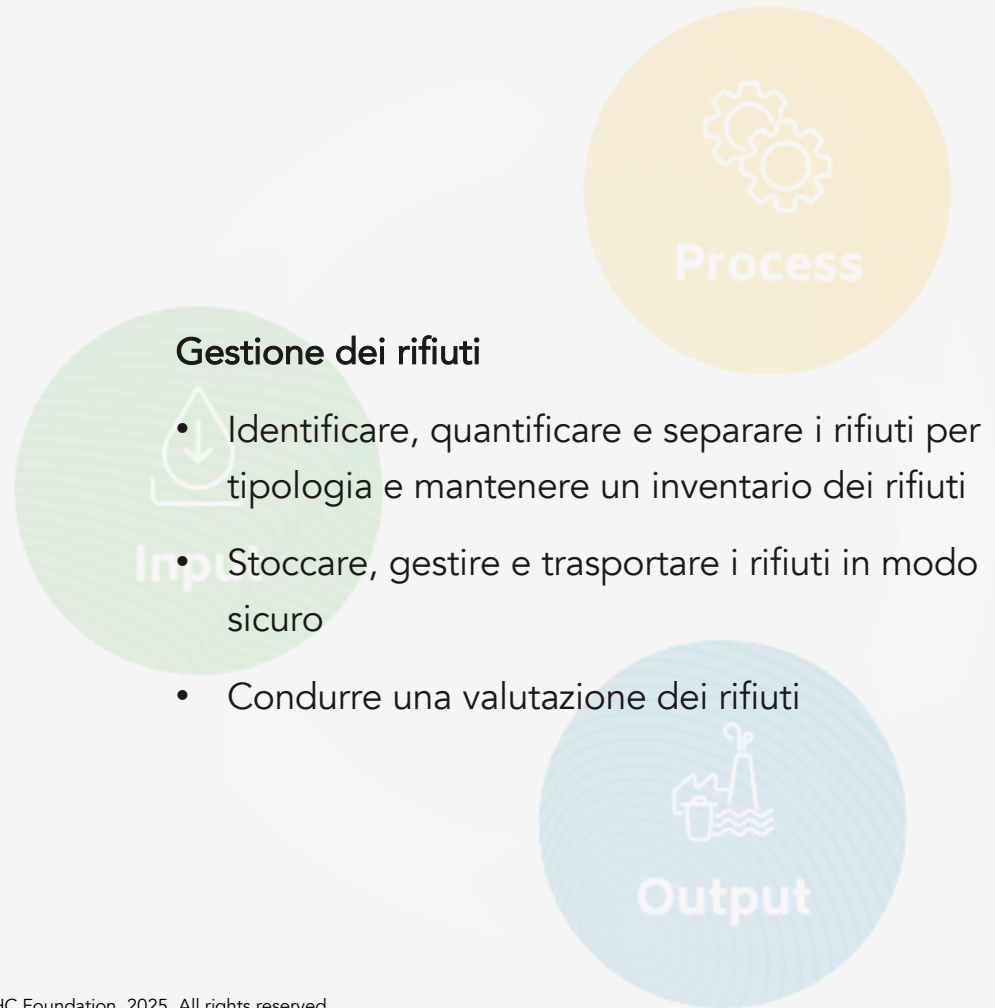 Process
Gestione dei rifiuti
• Identificare, quantificare e separare i rifiuti per
tipologia e mantenere un inventario dei rifiuti
Input
• Stoccare, gestire e trasportare i rifiuti in modo
sicuro
• Condurre una valutazione dei rifiuti
Output
Foundation, 2025. All rights reserved